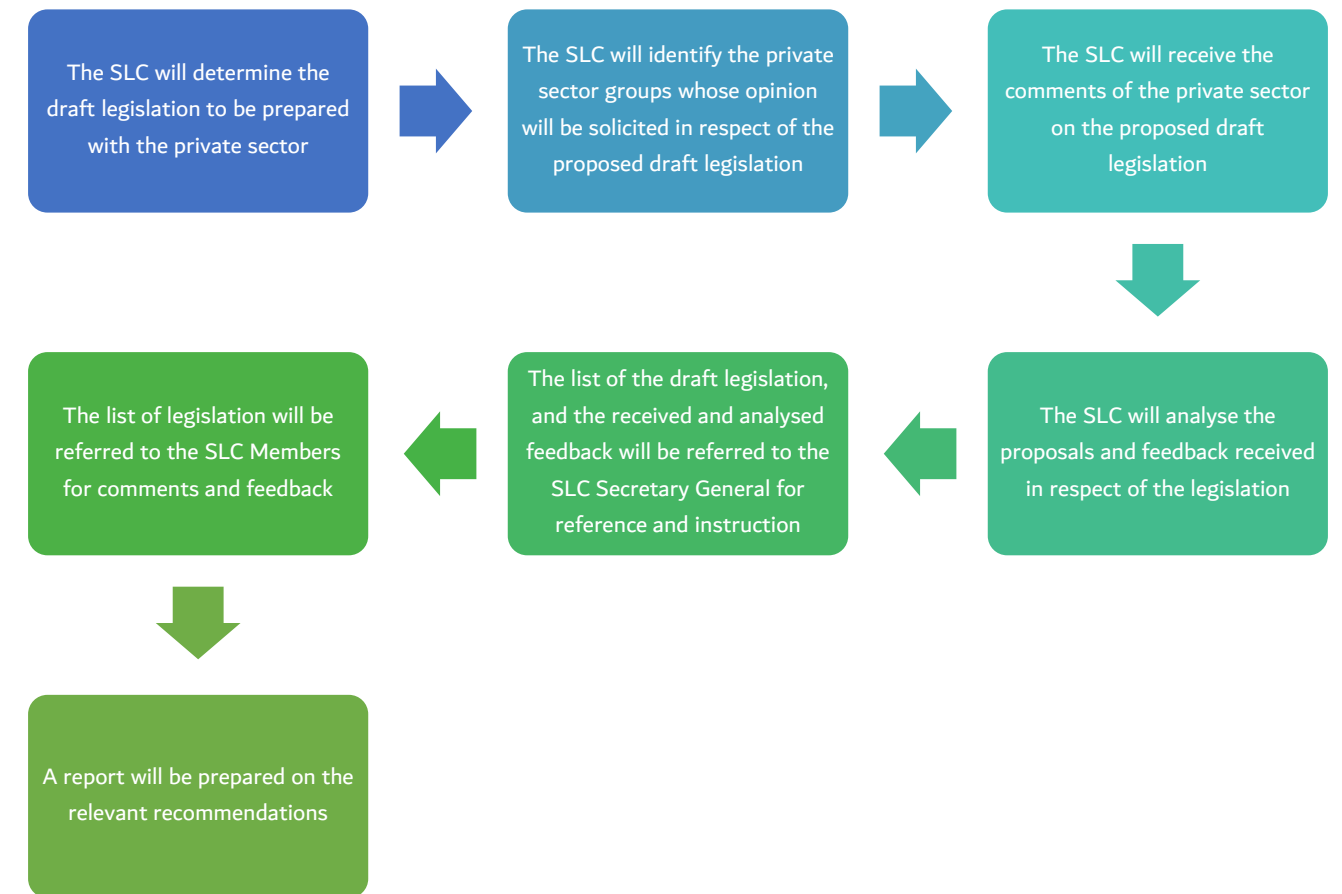 The SLC will determine the
draft legislation to be prepared
with the private sector
The SLC will identify the private
sector groups whose opinion
will be solicited in respect of the
proposed draft legislation
The SLC will receive the
comments of the private sector
on the proposed draft
legislation
The SLC will analyse the
proposals and feedback received
in respect of the legislation
The list of the draft legislation,
and the received and analysed
feedback will be referred to the
SLC Secretary General for
reference and instruction
The list of legislation will be
referred to the SLC Members
for comments and feedback
A report will be prepared on the
relevant recommendations